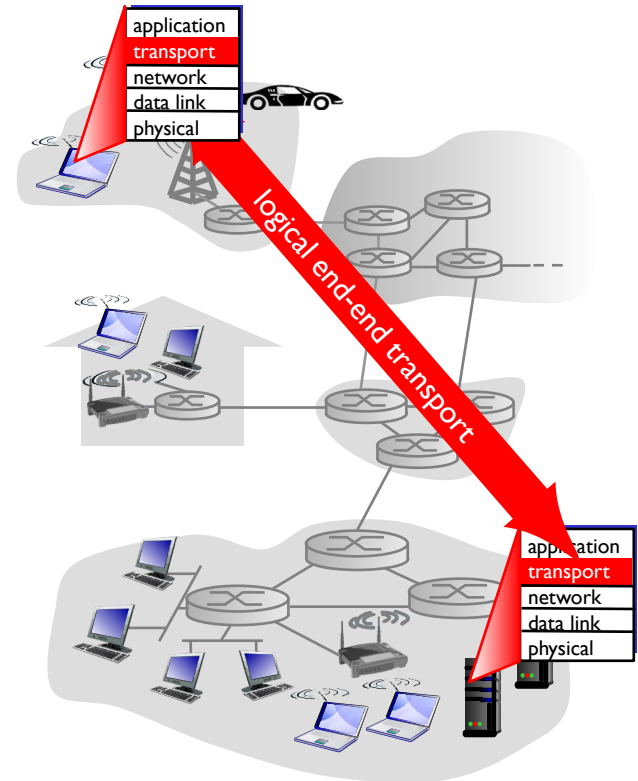 application
transport
network
data link
physical
logical end-end transport
application
transport
network
data link
physical